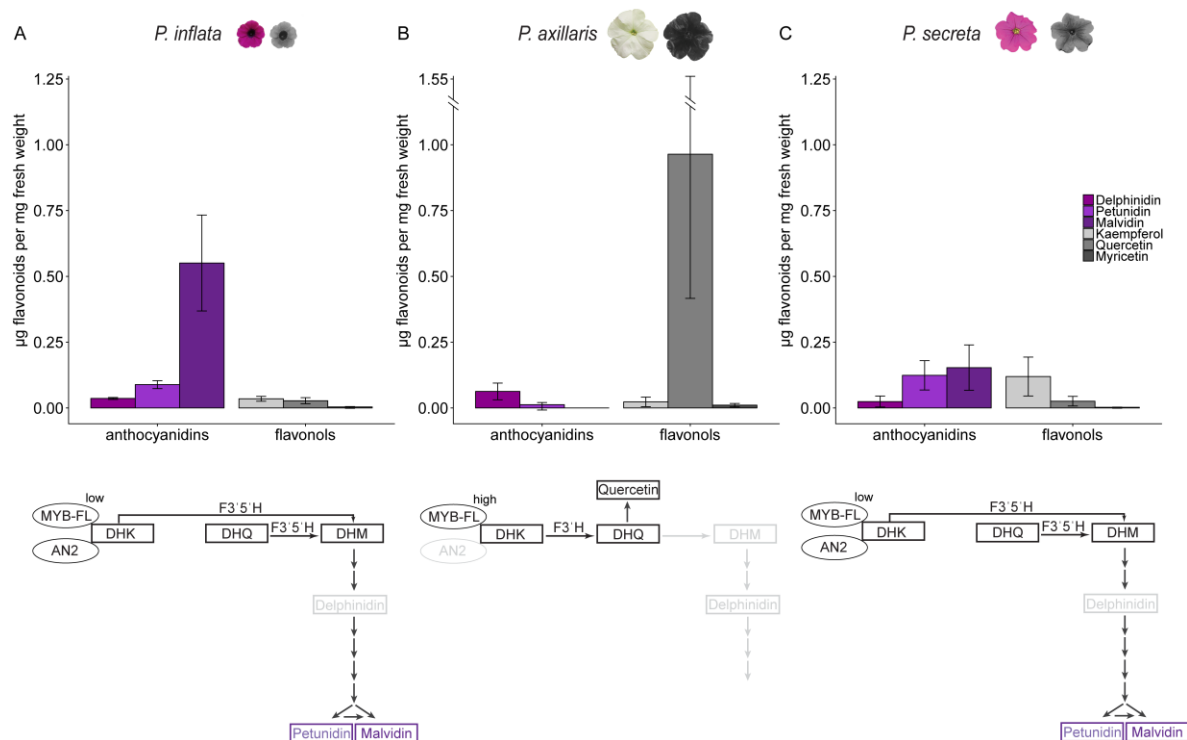 A
P. inflata
B
P. axillaris
C
P. secreta
µg flavonoids per mg fresh weight
1.25
1.00
0.75
0.50
0.25
0.00
anthocyanidins flavonols
µg flavonoids per mg fresh weight
1.55
1.00
0.75
0.50
0.25
0.00
anthocyanidins flavonols
µg flavonoids per mg fresh weight
1.25
1.00
0.75
0.50
0.25
0.00
anthocyanidins flavonols
Delphinidin
Petunidin
Malvidin
Kaempferol
Quercetin
Myricetin
low
MYB-FL
AN2
DHK
F3'5'H
DHQ
F3'5'H
DHM
Delphinidin
Petunidin
Malvidin
high
MYB-FL
AN2
DHK
F3'H
Quercetin
DHQ
DHM
Delphinidin
low
MYB-FL
AN2
DHK
F3'5'H
DHQ
F3'5'H
DHM
Delphinidin
Petunidin
Malvidin